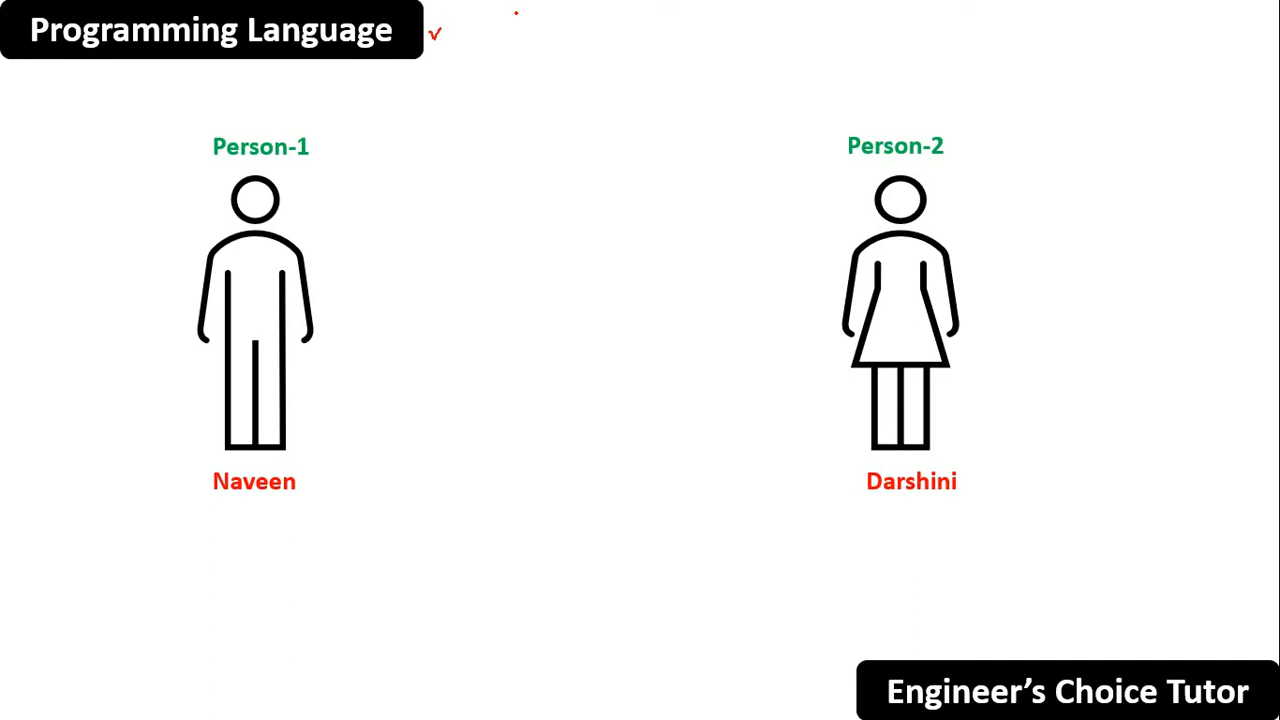 Programming Language
Person-1
Person-2
Naveen
Darshini
Engineer’s Choice Tutor